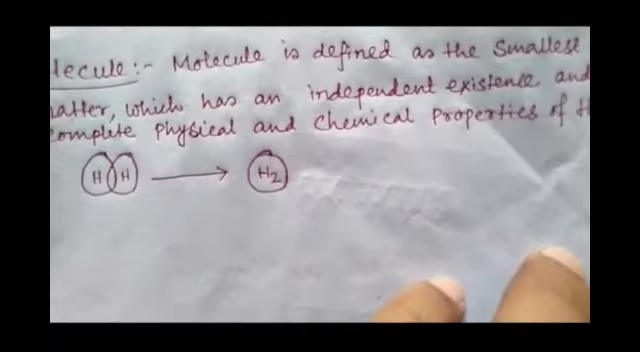 lecule:- Molecule is defined as the smallest
atter, which has an independent existence and
complete physical and chemical properties of
H H → H₂